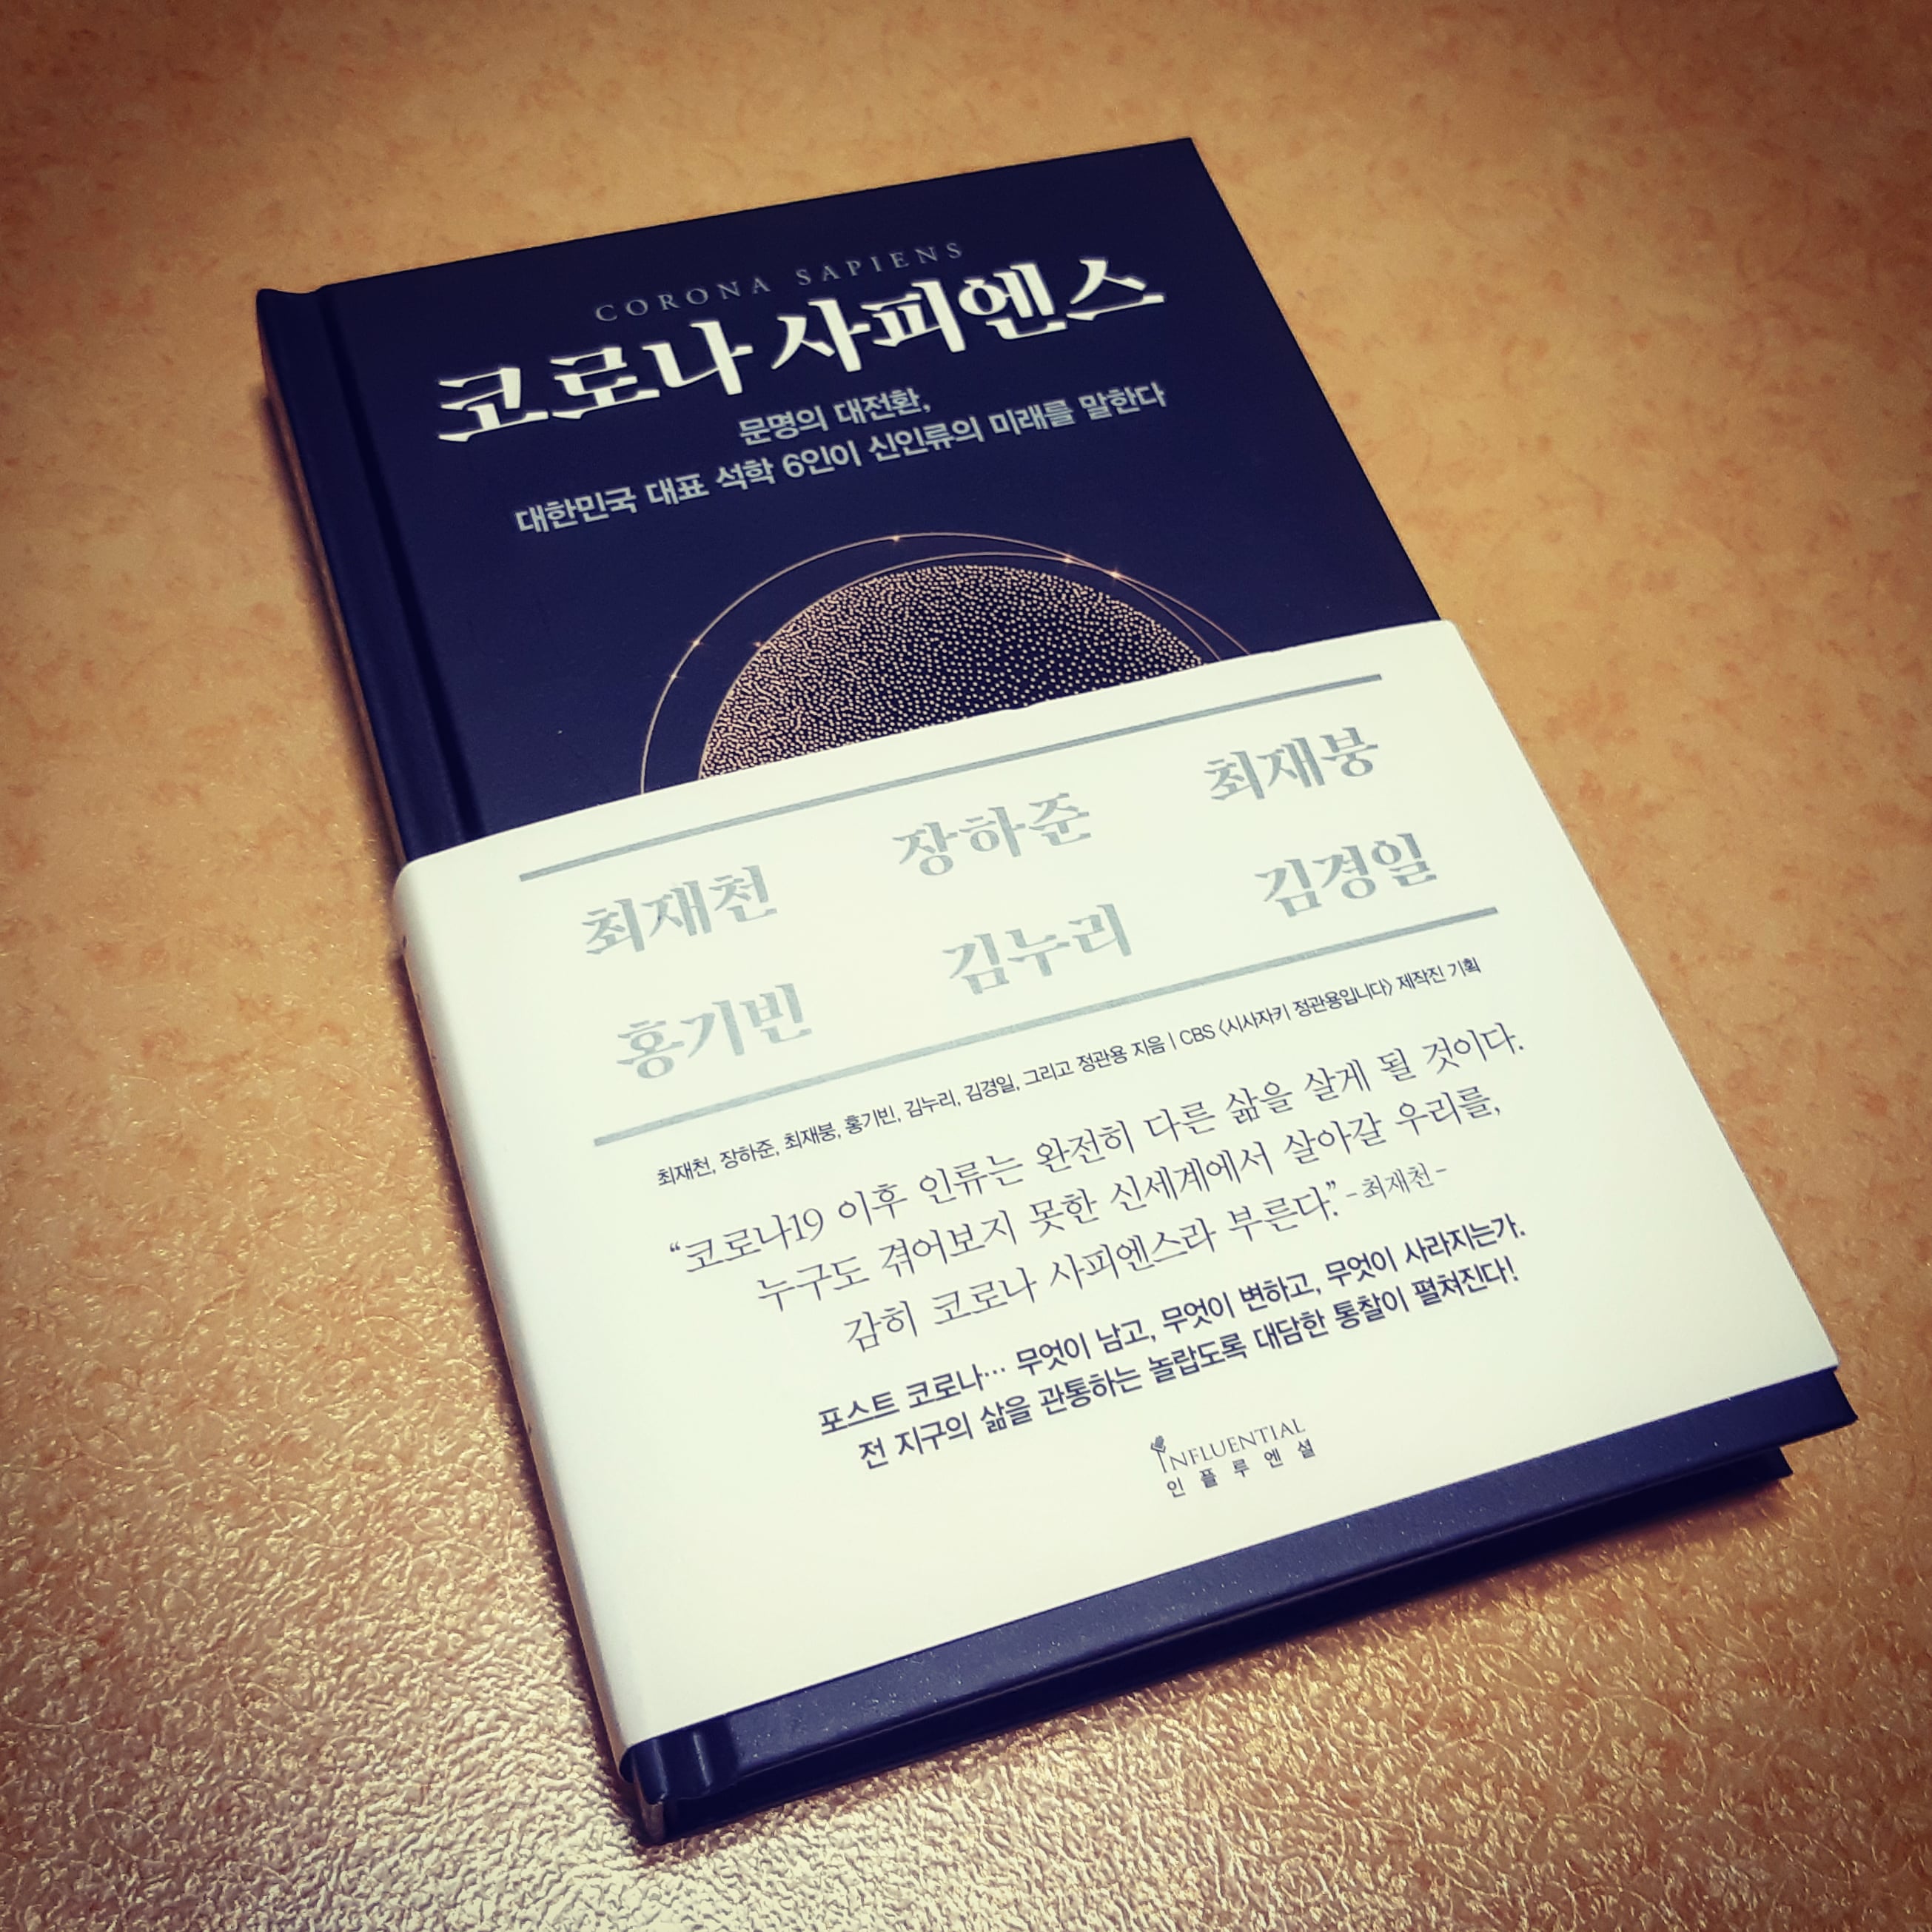 CORONA SAPIENS
코로나 사피엔스
문명의 대전환,
대한민국 대표 석학 6인이 신인류의 미래를 말한다
최재천 장하준 최재붕
홍기빈 김누리 김경일
최재천, 장하준, 최재붕, 홍기빈, 김누리, 김경일, 그리고 정관용 지음 | CBS 〈시사자키 정관용입니다〉 제작진 기획
“코로나19 이후 인류는 완전히 다른 삶을 살게 될 것이다.
누구도 겪어보지 못한 신세계에서 살아갈 우리를,
감히 코로나 사피엔스라 부른다.” -최재천-
포스트 코로나… 무엇이 남고, 무엇이 변하고, 무엇이 사라지는가.
전 지구의 삶을 관통하는 놀랍도록 대담한 통찰이 펼쳐진다!
INFLUENTIAL
인플루엔셜